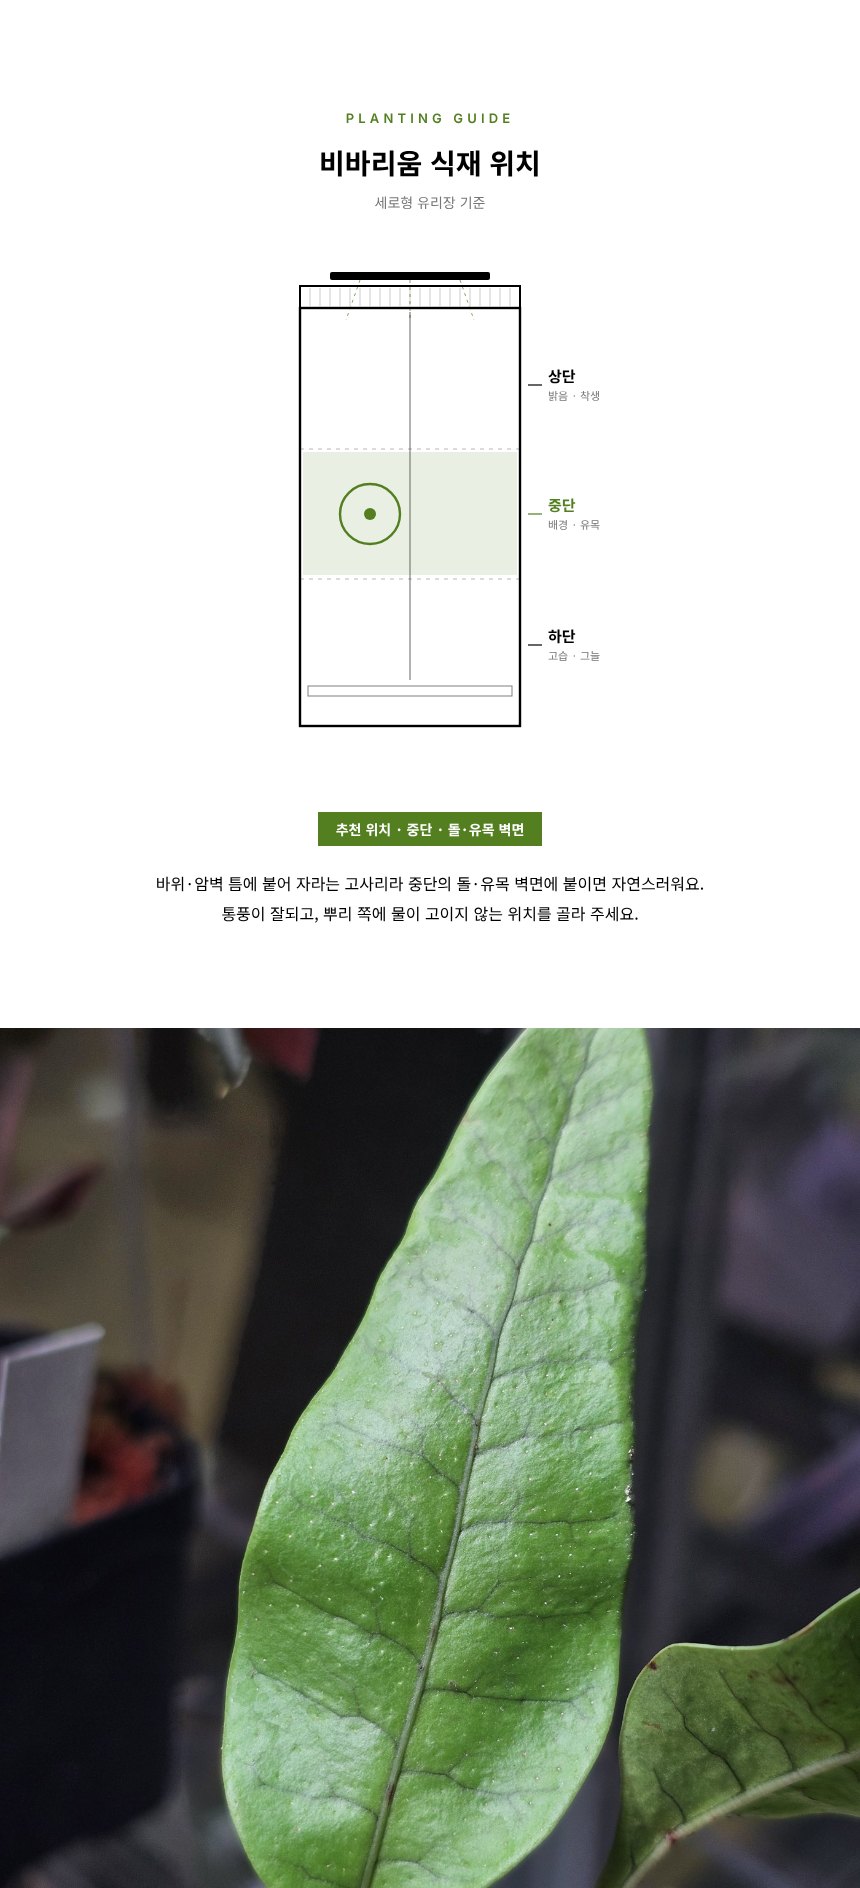 PLANTING GUIDE
비바리움 식재 위치
세로형 유리장 기준
상단
밝음 · 착생
중단
배경 · 유목
하단
고습 · 그늘
추천 위치 · 중단 · 돌·유목 벽면
바위·암벽 틈에 붙어 자라는 고사리라 중단의 돌·유목 벽면에 붙이면 자연스러워요.
통풍이 잘되고, 뿌리 쪽에 물이 고이지 않는 위치를 골라 주세요.